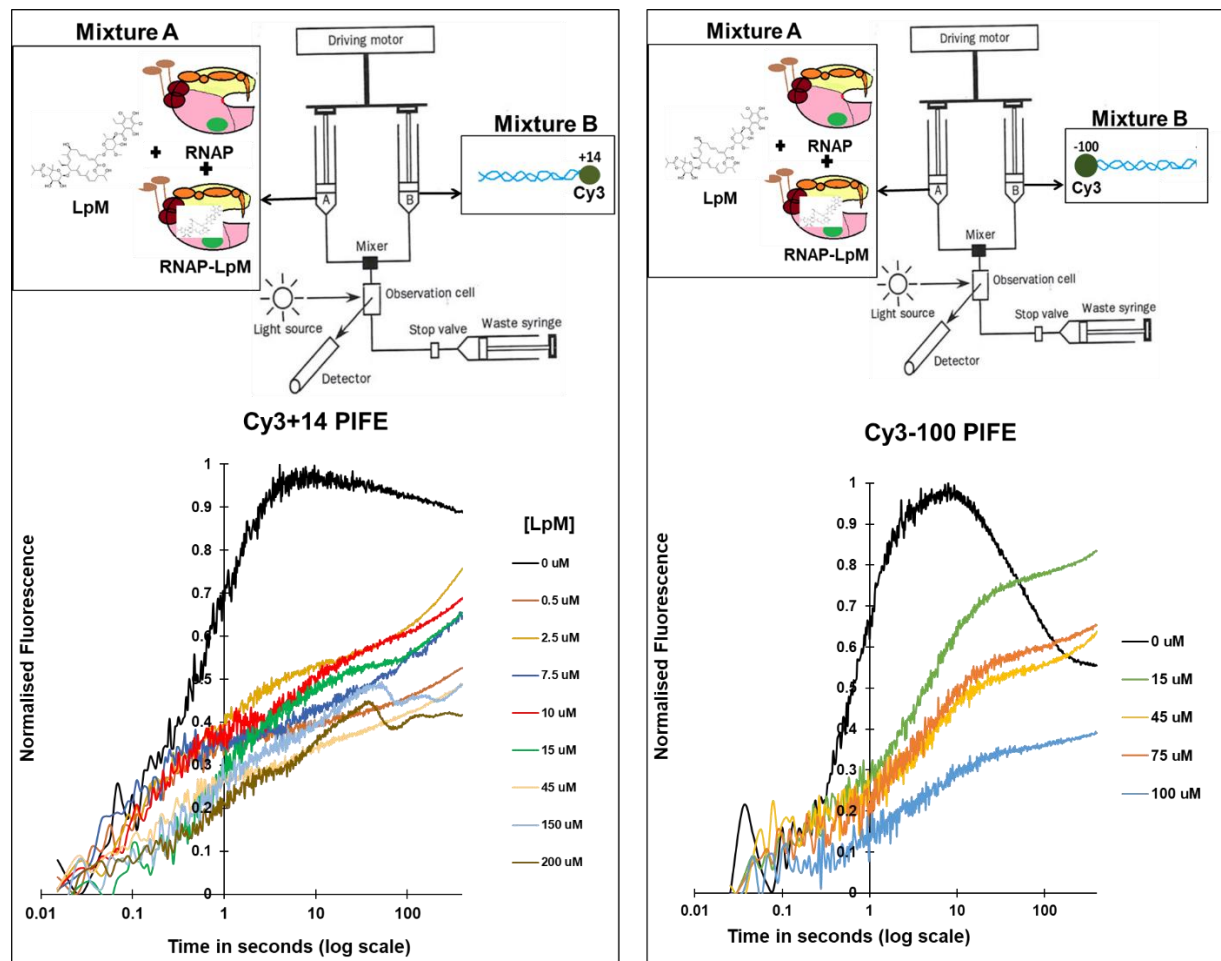 Mixture A
Driving motor
Mixture B
+
RNAP
+
LpM
RNAP-LpM
A
B
+14
Cy3
Mixer
Observation cell
Light source
Stop valve
Waste syringe
Detector
Cy3+14 PIFE
Normalised Fluorescence
1
0.9
0.8
0.7
0.6
0.5
0.4
0.3
0.2
0.1
0
0.01
0.1
1
10
100
Time in seconds (log scale)
[LpM]
0 uM
0.5 uM
2.5 uM
7.5 uM
10 uM
15 uM
45 uM
150 uM
200 uM
Mixture A
Driving motor
Mixture B
+
RNAP
+
LpM
RNAP-LpM
A
B
-100
Cy3
Mixer
Observation cell
Light source
Stop valve
Waste syringe
Detector
Cy3-100 PIFE
Normalised Fluorescence
1
0.9
0.8
0.7
0.6
0.5
0.4
0.3
0.2
0.1
0
0.01
0.1
1
10
100
Time in seconds (log scale)
0 uM
15 uM
45 uM
75 uM
100 uM